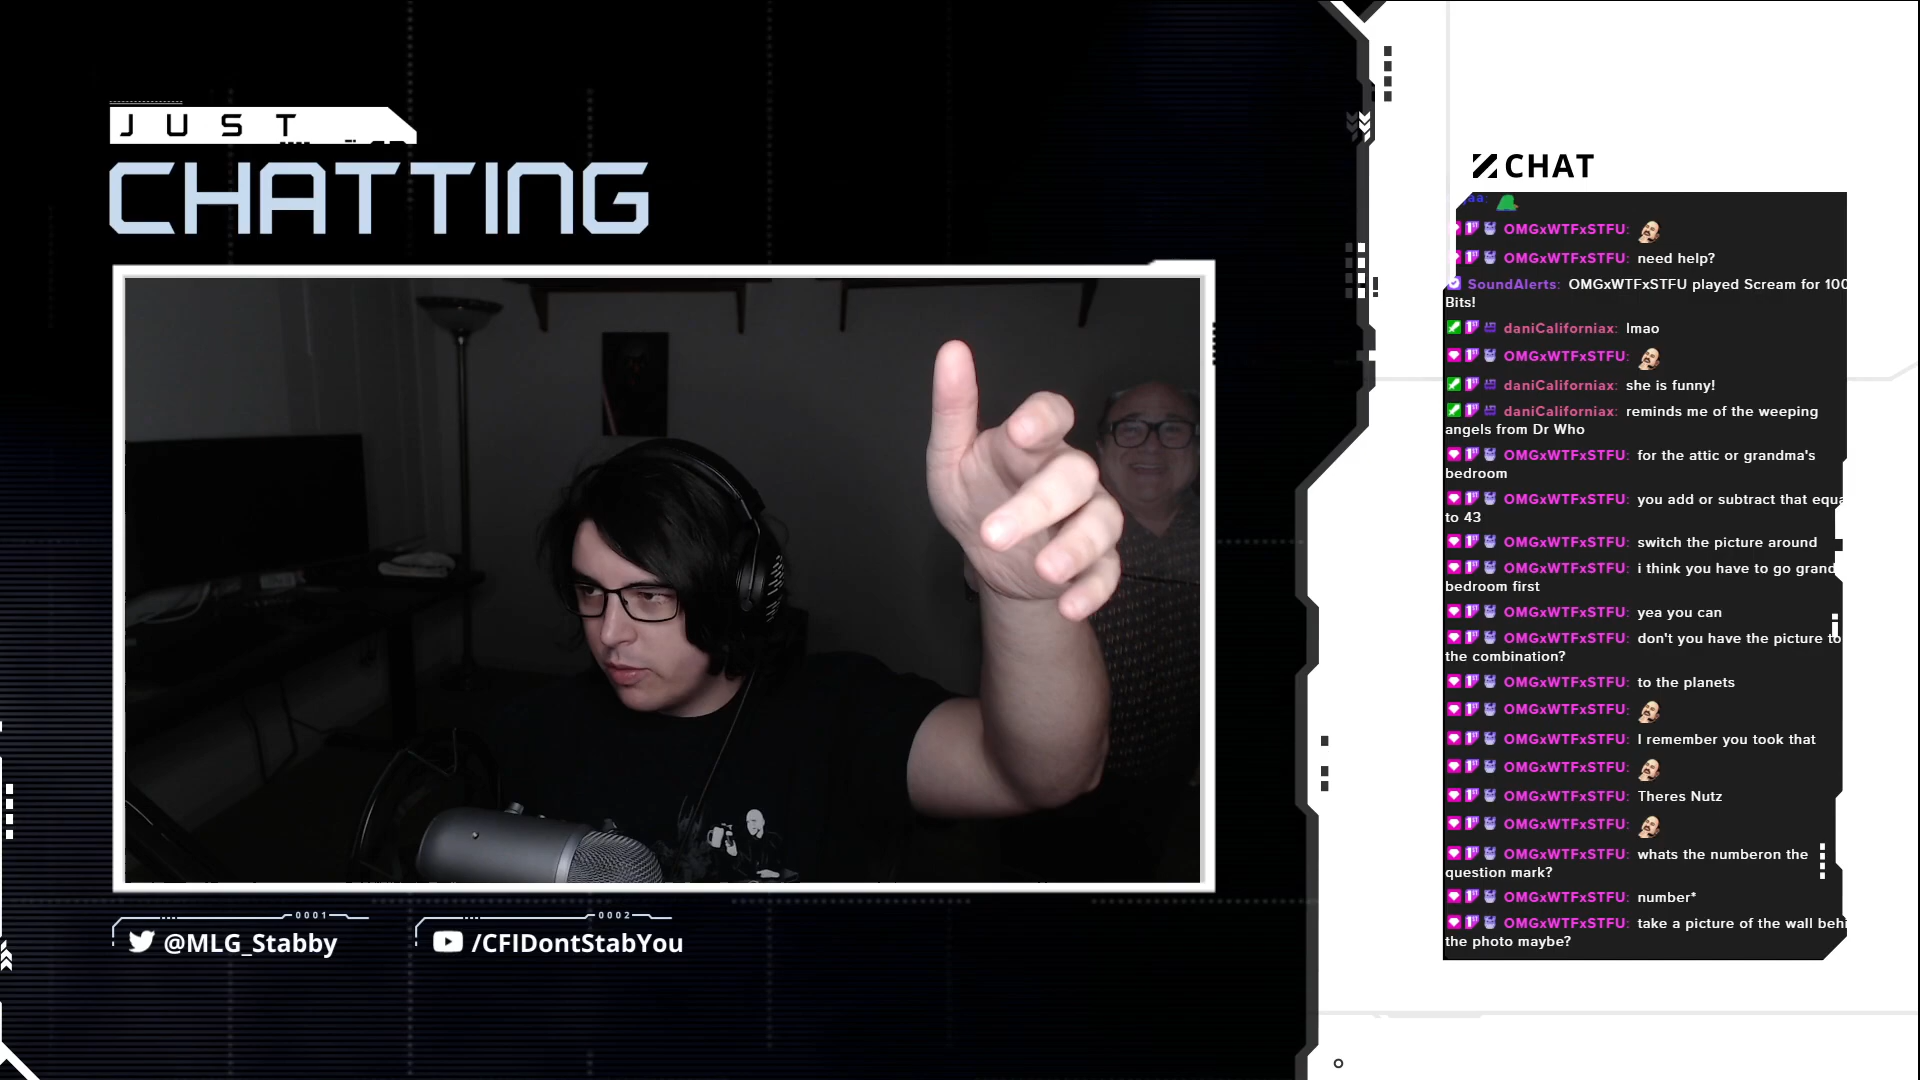 JUST
CHATTING
0001
@MLG_Stabby
0002
/CFIDontStabYou
CHAT
OMGxWTFxSTFU:
OMGxWTFxSTFU: need help?
SoundAlerts: OMGxWTFxSTFU played Scream for 100
Bits!
daniCaliforniax: lmao
OMGxWTFxSTFU:
daniCaliforniax: she is funny!
daniCaliforniax: reminds me of the weeping
angels from Dr Who
OMGxWTFxSTFU: for the attic or grandma's
bedroom
OMGxWTFxSTFU: you add or subtract that equa
to 43
OMGxWTFxSTFU: switch the picture around
OMGxWTFxSTFU: i think you have to go grand
bedroom first
OMGxWTFxSTFU: yea you can
OMGxWTFxSTFU: don't you have the picture to
the combination?
OMGxWTFxSTFU: to the planets
OMGxWTFxSTFU:
OMGxWTFxSTFU: I remember you took that
OMGxWTFxSTFU:
OMGxWTFxSTFU: Theres Nutz
OMGxWTFxSTFU:
OMGxWTFxSTFU: whats the numberon the
question mark?
OMGxWTFxSTFU: number*
OMGxWTFxSTFU: take a picture of the wall behi
the photo maybe?